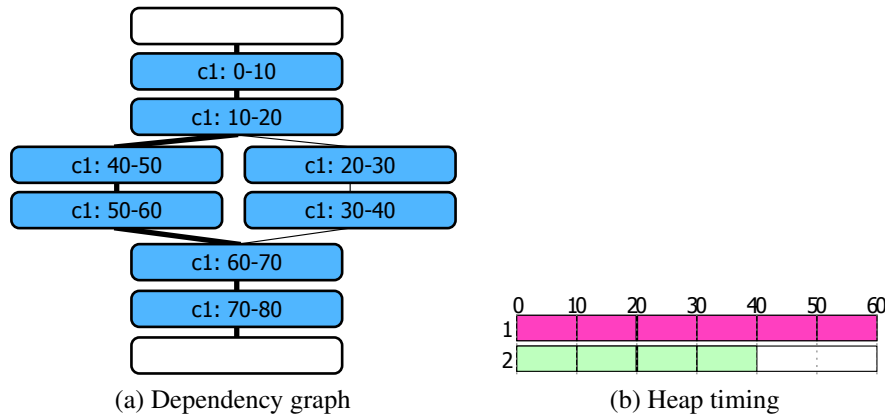 c1: 0-10
c1: 10-20
c1: 40-50 c1: 20-30
c1: 50-60 c1: 30-40
c1: 60-70
c1: 70-80
0 10 20 30 40 50 60
1
2
(a) Dependency graph
(b) Heap timing